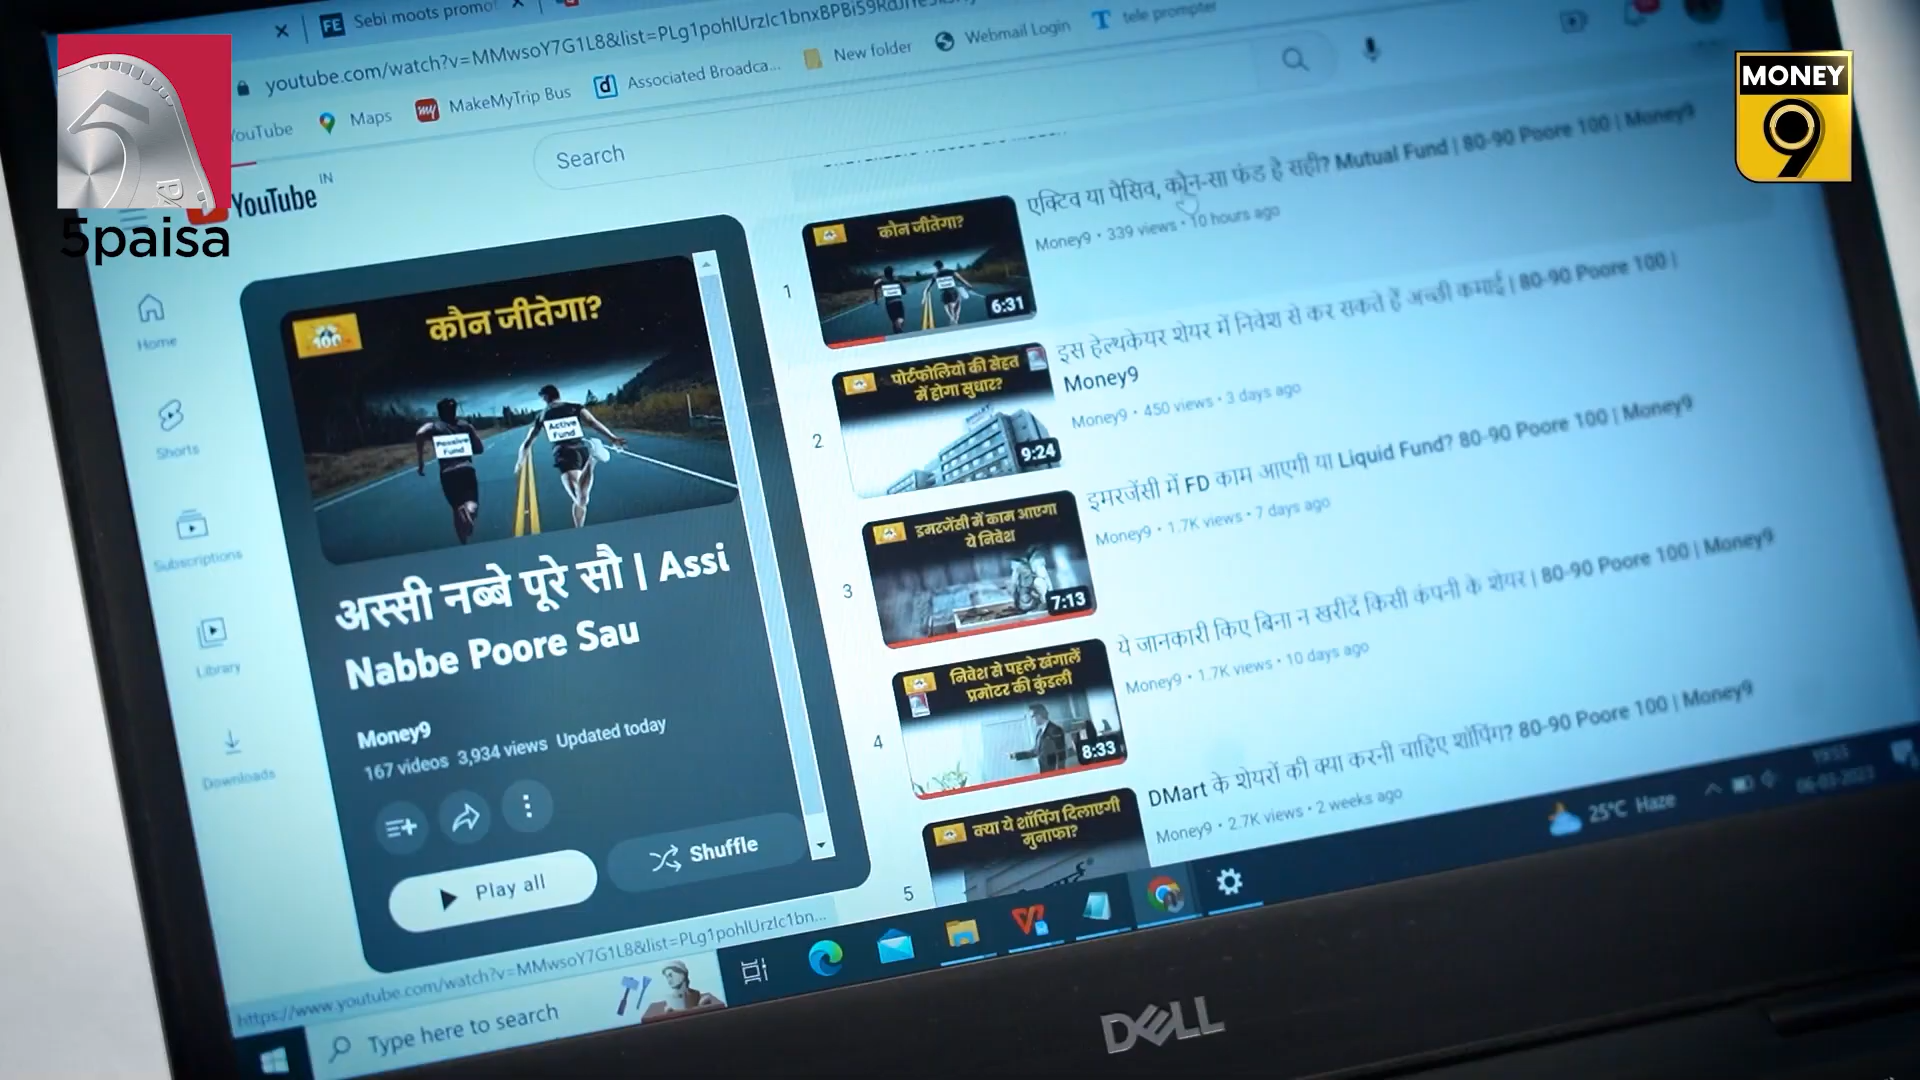 FE Sebi moots promo
youtube.com/watch?v=MMwsoY7G1L8&list=PLg1pohlUrzlc1bnxBPBi59R
YouTube
Maps
MakeMyTrip Bus
Associated Broadca...
New folder
Webmail Login
tele prompter
5paisa
MONEY
9
YouTube IN
Search
Home
Shorts
Subscriptions
Library
Downloads
100
कौन जीतेगा?
Passive
Fund
Active
Fund
अस्सी नब्बे पूरे सौ | Assi
Nabbe Poore Sau
Money9
167 videos 3,934 views Updated today
Play all
Shuffle
1
कौन जीतेगा?
6:31
एक्टिव या पैसिव, कौन-सा फंड है सही? Mutual Fund | 80-90 Poore 100 | Money9
Money9 • 339 views • 10 hours ago
2
पोर्टफोलियो की सेहत
में होगा सुधार?
9:24
इस हेल्थकेयर शेयर में निवेश से कर सकते हैं अच्छी कमाई | 80-90 Poore 100 |
Money9
Money9 • 450 views • 3 days ago
3
इमरजेंसी में काम आएगा
ये निवेश
7:13
इमरजेंसी में FD काम आएगी या Liquid Fund? 80-90 Poore 100 | Money9
Money9 • 1.7K views • 7 days ago
4
निवेश से पहले खंगालें
प्रमोटर की कुंडली
8:33
ये जानकारी किए बिना न खरीदें किसी कंपनी के शेयर | 80-90 Poore 100 | Money9
Money9 • 1.7K views • 10 days ago
5
क्या ये शॉपिंग दिलाएगी
मुनाफा?
DMart के शेयरों की क्या करनी चाहिए शॉपिंग? 80-90 Poore 100 | Money9
Money9 • 2.7K views • 2 weeks ago
https://www.youtube.com/watch?v=MMwsoY7G1L8&list=PLg1pohlUrzlc1bn...
Type here to search
25°C Haze
DELL